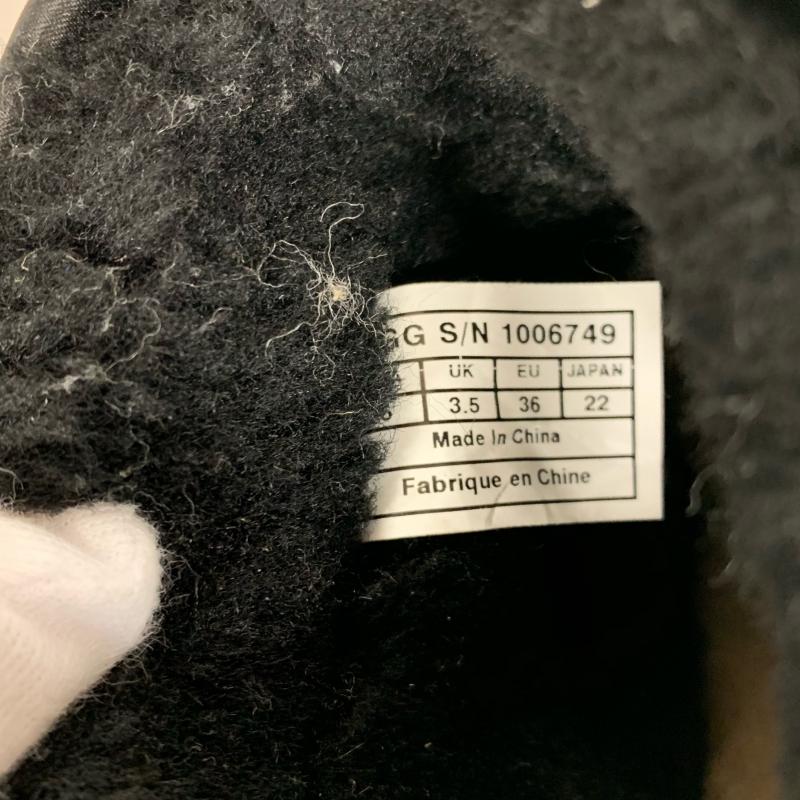 GG S/N 1006749
UK EU JAPAN
3.5 36 22
Made In China
Fabrique en Chine